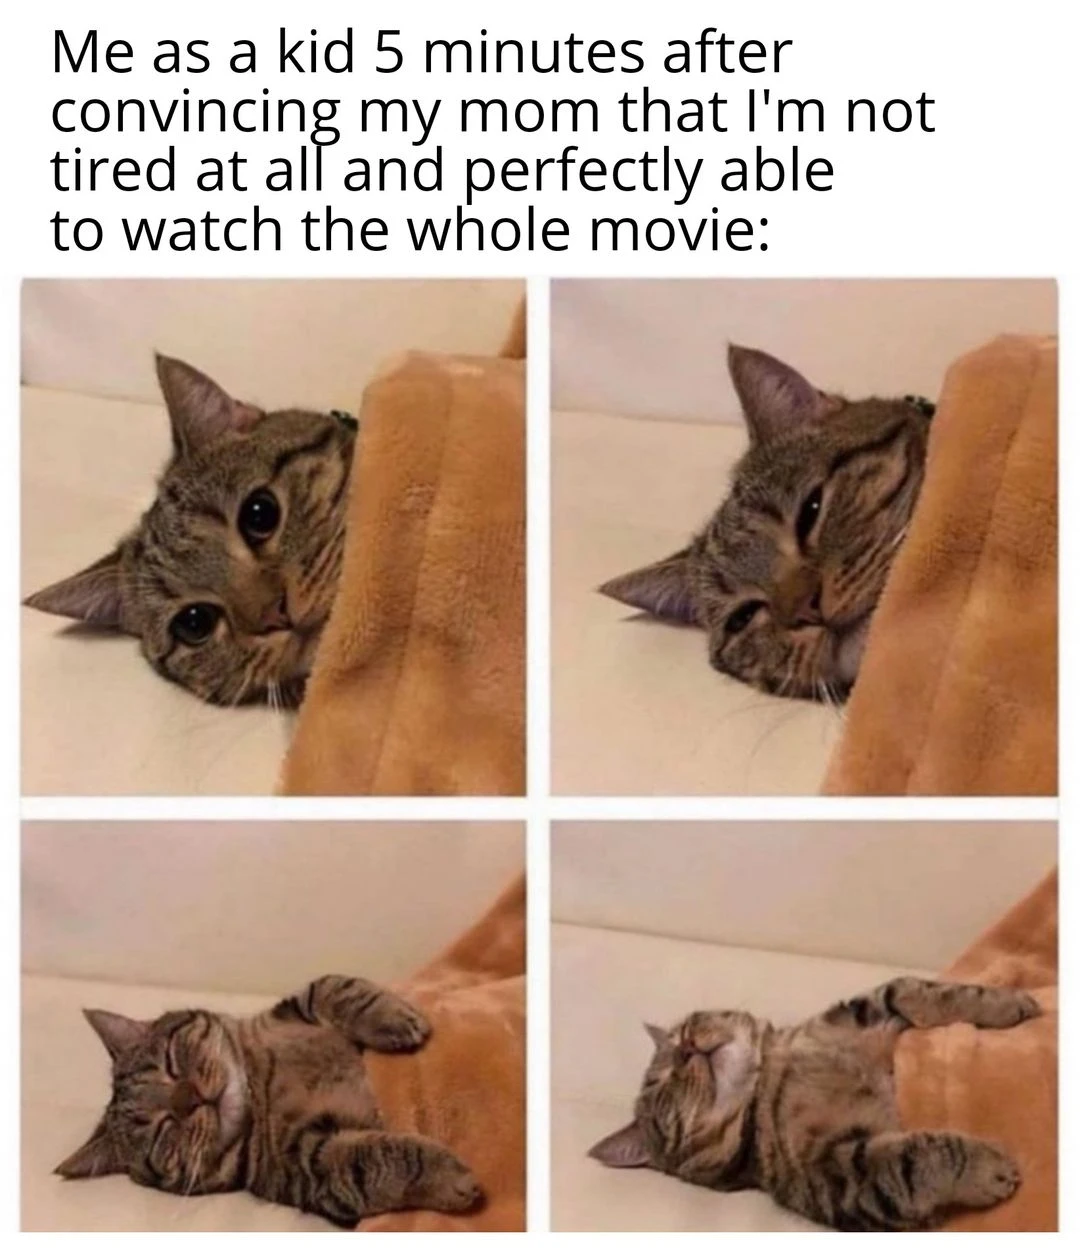 Me as a kid 5 minutes after
convincing my mom that I'm not
tired at all and perfectly able
to watch the whole movie: